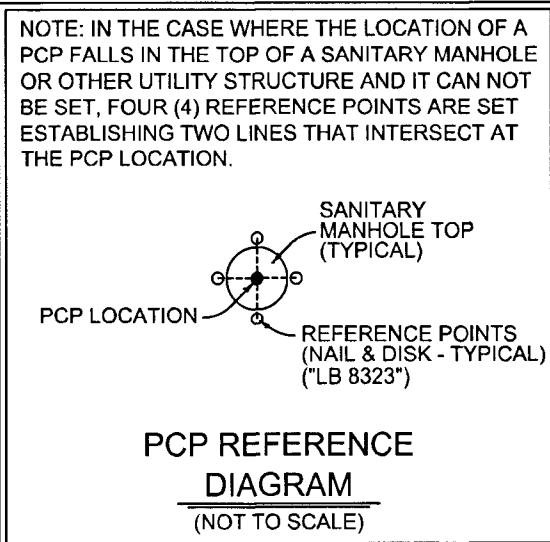 NOTE: IN THE CASE WHERE THE LOCATION OF A
PCP FALLS IN THE TOP OF A SANITARY MANHOLE
OR OTHER UTILITY STRUCTURE AND IT CAN NOT
BE SET, FOUR (4) REFERENCE POINTS ARE SET
ESTABLISHING TWO LINES THAT INTERSECT AT
THE PCP LOCATION.
SANITARY
MANHOLE TOP
(TYPICAL)
PCP LOCATION
REFERENCE POINTS
(NAIL & DISK - TYPICAL)
("LB 8323")
PCP REFERENCE
DIAGRAM
(NOT TO SCALE)